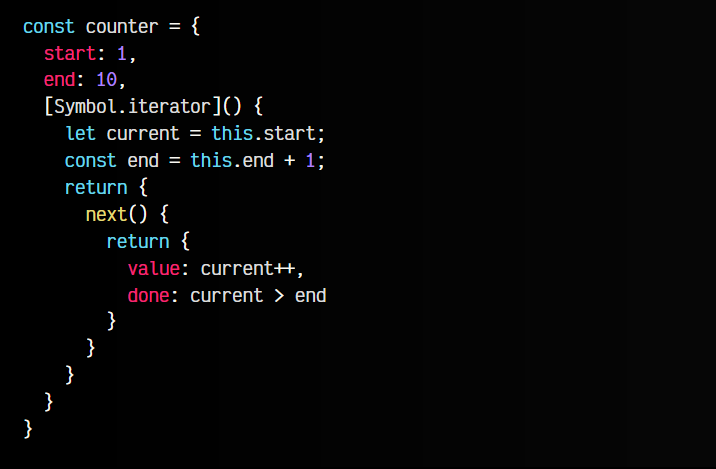 const counter = {
  start: 1,
  end: 10,
  [Symbol.iterator]() {
    let current = this.start;
    const end = this.end + 1;
    return {
      next() {
        return {
          value: current++,
          done: current > end
        }
      }
    }
  }
}